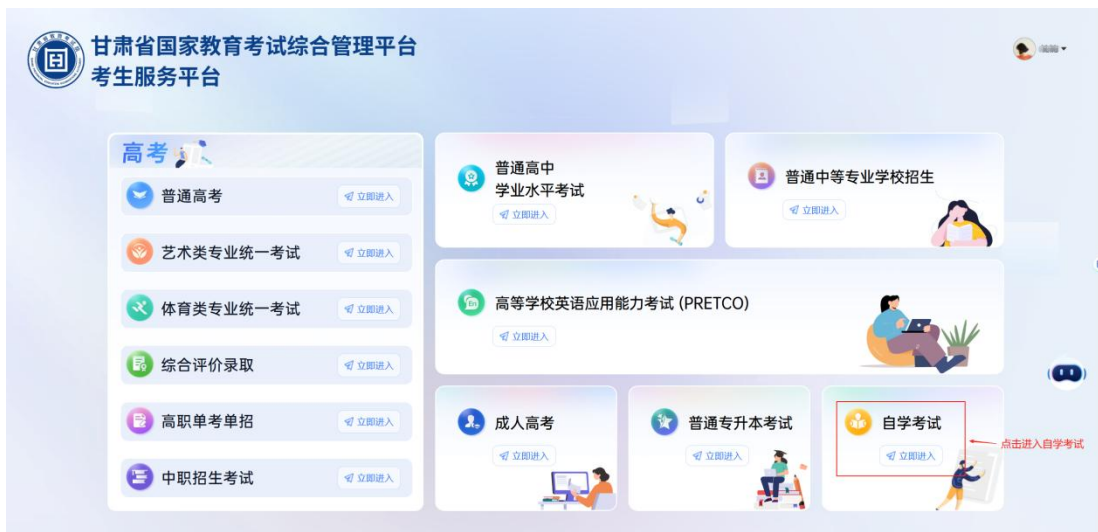 甘肃省国家教育考试综合管理平台
考生服务平台
高考
普通高考
立即进入
艺术类专业统一考试
立即进入
体育类专业统一考试
立即进入
综合评价录取
立即进入
高职单考单招
立即进入
中职招生考试
立即进入
普通高中
学业水平考试
立即进入
普通中等专业学校招生
立即进入
En
高等学校英语应用能力考试 (PRETCO)
立即进入
成人高考
立即进入
普通专升本考试
立即进入
自学考试
立即进入
点击进入自学考试